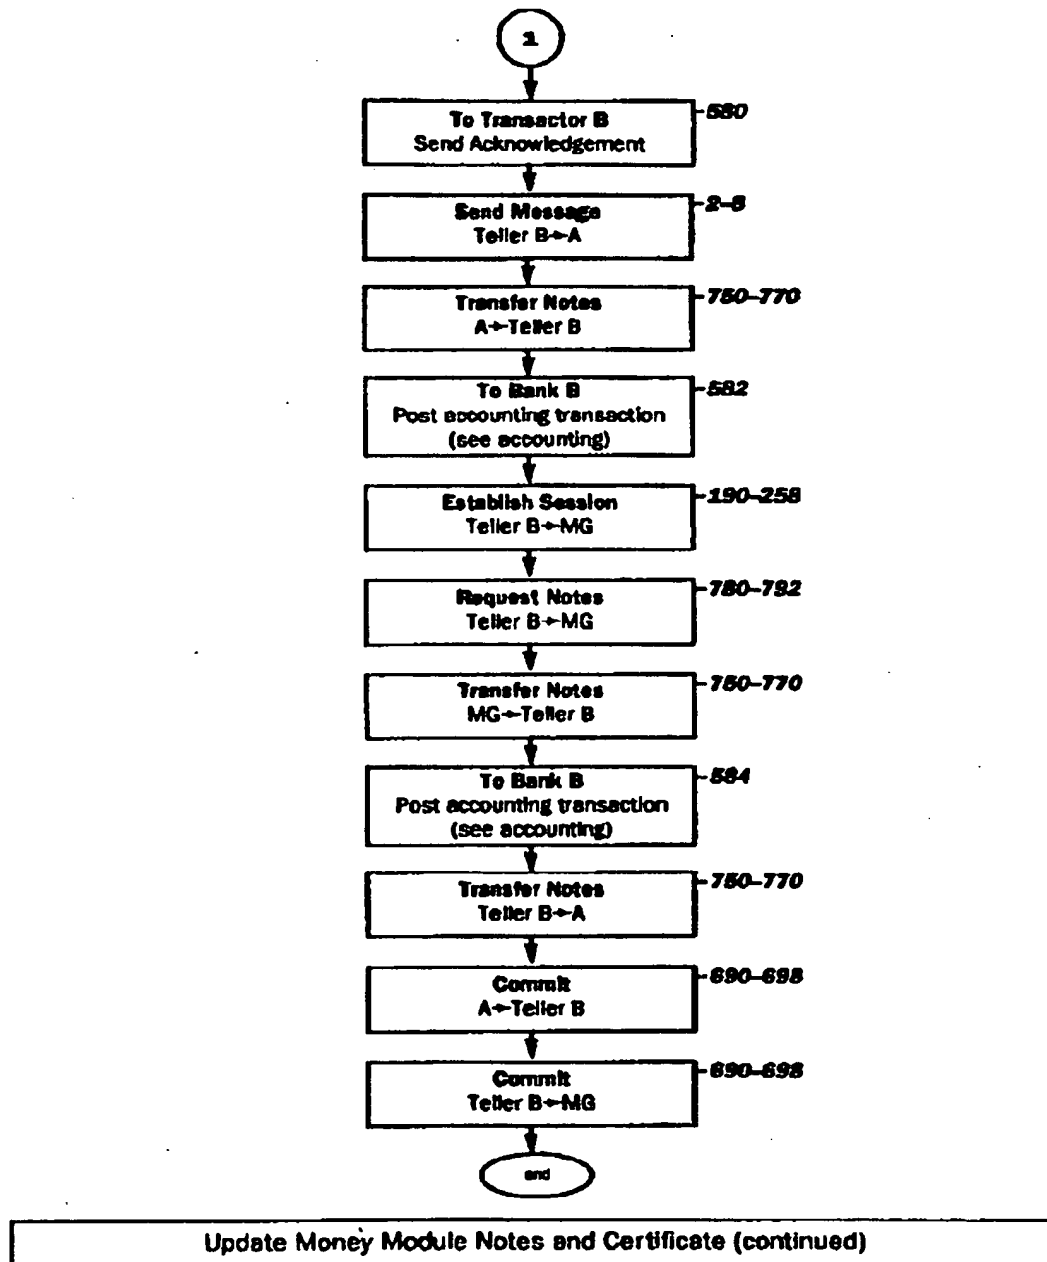 1
To Transactor B
Send Acknowledgement
580
Send Message
Teller B→A
2–8
Transfer Notes
A→Teller B
750–770
To Bank B
Post accounting transaction
(see accounting)
582
Establish Session
Teller B→MG
190–258
Request Notes
Teller B→MG
780–792
Transfer Notes
MG→Teller B
750–770
To Bank B
Post accounting transaction
(see accounting)
584
Transfer Notes
Teller B→A
750–770
Commit
A→Teller B
690–698
Commit
Teller B→MG
690–698
end
Update Money Module Notes and Certificate (continued)